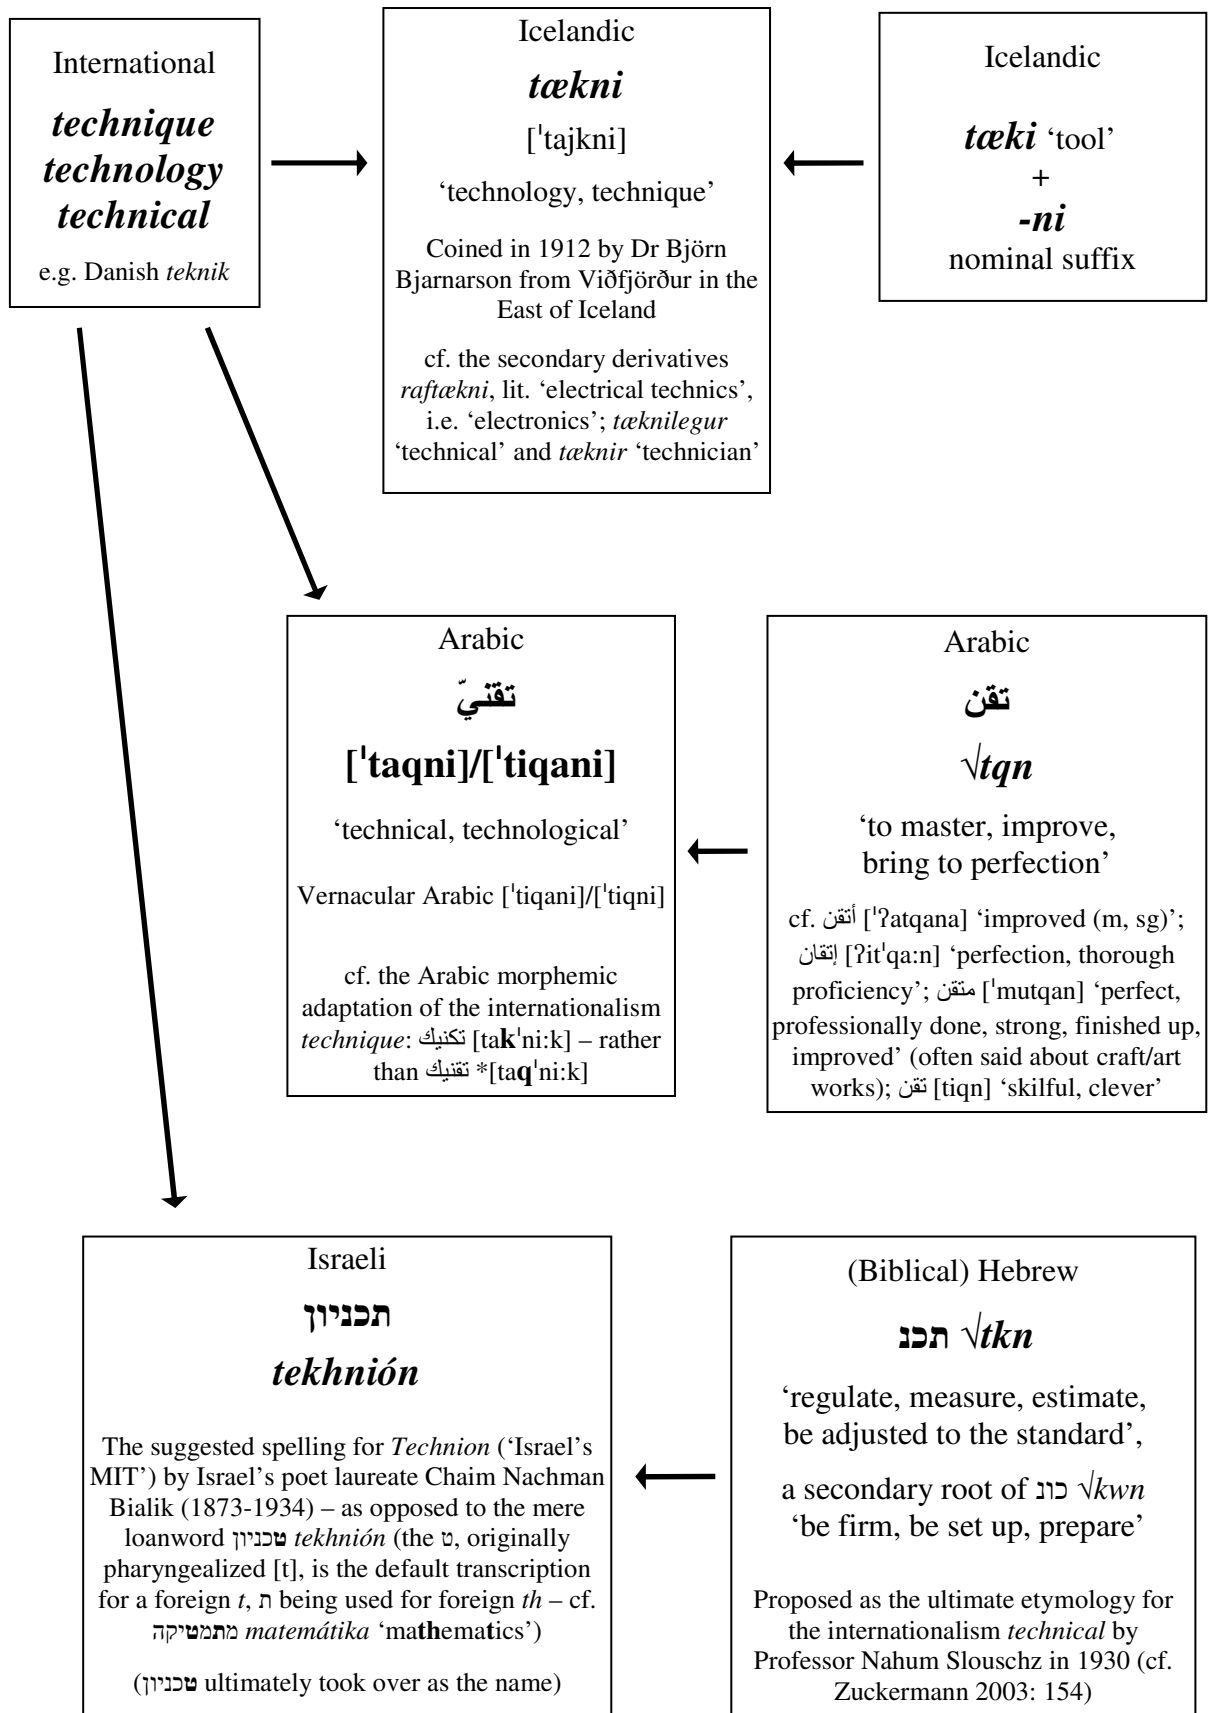 International
technique
technology
technical
e.g. Danish teknik
Icelandic
tækni
[ˈtajkni]
‘technology, technique’
Coined in 1912 by Dr Björn
Bjarnarson from Viðfjörður in the
East of Iceland
cf. the secondary derivatives
raftækni, lit. ‘electrical technics’,
i.e. ‘electronics’; tæknilegur
‘technical’ and tæknir ‘technician’
Icelandic
tæki ‘tool’
+
-ni
nominal suffix
Arabic
تقنيّ
[ˈtaqni]/[ˈtiqani]
‘technical, technological’
Vernacular Arabic [ˈtiqani]/[ˈtiqni]
cf. the Arabic morphemic
adaptation of the internationalism
technique: تكنيك [takˈni:k] – rather
than تقنيك *[taqˈni:k]
Arabic
تقن
√tqn
‘to master, improve,
bring to perfection’
cf. أتقن [ˈʔatqana] ‘improved (m, sg)’;
إتقان [ʔitˈqa:n] ‘perfection, thorough
proficiency’; متقن [ˈmutqan] ‘perfect,
professionally done, strong, finished up,
improved’ (often said about craft/art
works); تقن [tiqn] ‘skilful, clever’
Israeli
תכניון
tekhnión
The suggested spelling for Technion (‘Israel’s
MIT’) by Israel’s poet laureate Chaim Nachman
Bialik (1873-1934) – as opposed to the mere
loanword טכניון tekhnión (the ט, originally
pharyngealized [t], is the default transcription
for a foreign t, ת being used for foreign th – cf.
מתמטיקה matemátika ‘mathematics’)
(טכניון ultimately took over as the name)
(Biblical) Hebrew
תכנ √tkn
‘regulate, measure, estimate,
be adjusted to the standard’,
a secondary root of כונ √kwn
‘be firm, be set up, prepare’
Proposed as the ultimate etymology for
the internationalism technical by
Professor Nahum Slouschz in 1930 (cf.
Zuckermann 2003: 154)